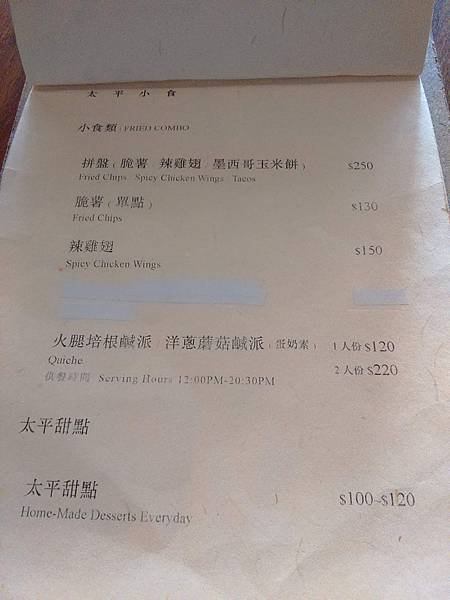 太平小食
小食類 / FRIED COMBO
拼盤（脆薯 辣雞翅 墨西哥玉米餅） $250
Fried Chips Spicy Chicken Wings Tacos
脆薯（單點） $130
Fried Chips
辣雞翅 $150
Spicy Chicken Wings
火腿培根鹹派 / 洋蔥蘑菇鹹派（蛋奶素） 1人份 $120
Quiche 2人份 $220
供餐時間 Serving Hours 12:00PM-20:30PM
太平甜點
太平甜點 $100~$120
Home-Made Desserts Everyday